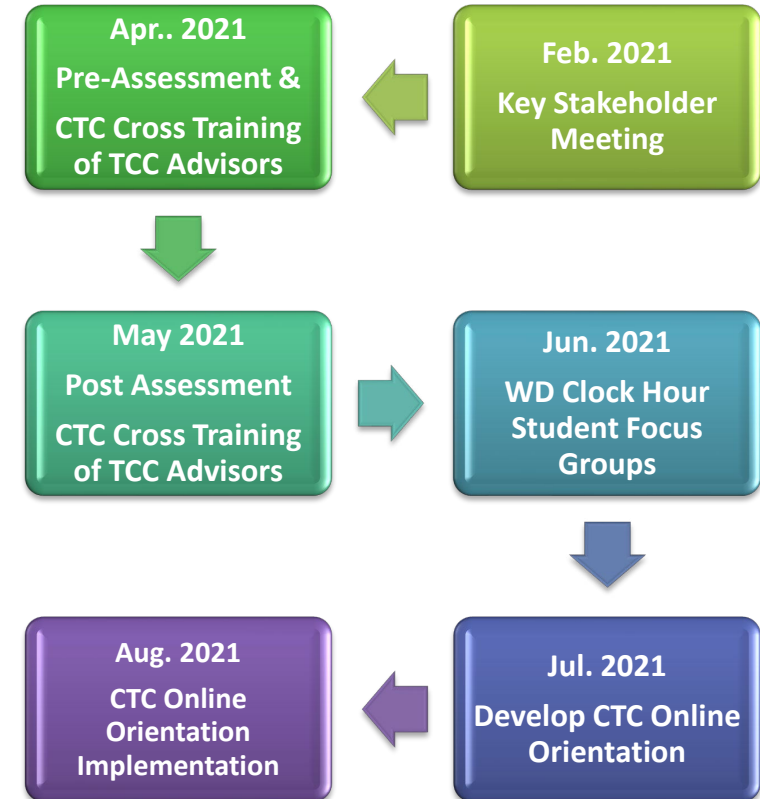 Feb. 2021
Key Stakeholder
Meeting
Apr.. 2021
Pre-Assessment &
CTC Cross Training
of TCC Advisors
May 2021
Post Assessment
CTC Cross Training
of TCC Advisors
Jun. 2021
WD Clock Hour
Student Focus
Groups
Jul. 2021
Develop CTC Online
Orientation
Aug. 2021
CTC Online
Orientation
Implementation